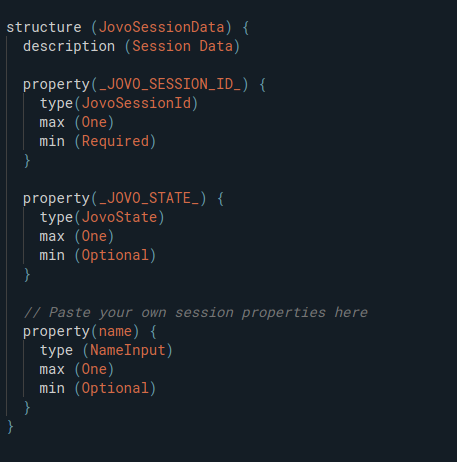 structure (JovoSessionData) {
description (Session Data)
property(_JOVO_SESSION_ID_) {
type(JovoSessionId)
max (One)
min (Required)
}
property(_JOVO_STATE_) {
type(JovoState)
max (One)
min (Optional)
}
// Paste your own session properties here
property(name) {
type (NameInput)
max (One)
min (Optional)
}
}